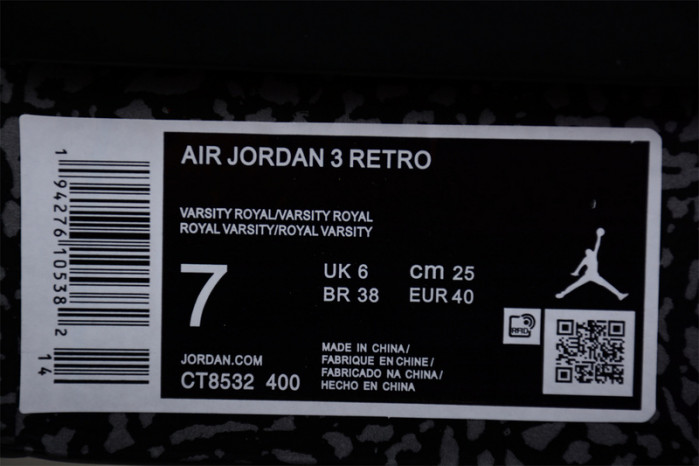 AIR JORDAN 3 RETRO
VARSITY ROYAL/VARSITY ROYAL
ROYAL VARSITY/ROYAL VARSITY
7
UK 6 cm 25
BR 38 EUR 40
JORDAN.COM
CT8532 400
MADE IN CHINA/
FABRIQUE EN CHINE/
FABRICADO NA CHINA/
HECHO EN CHINA
RFID
1 94276 10538 2
14